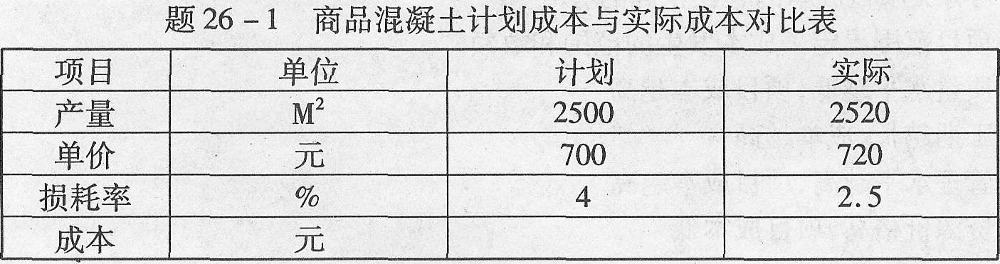 题26-1 商品混凝土计划成本与实际成本对比表
项目 单位 计划 实际
产量 M² 2500 2520
单价 元 700 720
损耗率 % 4 2.5
成本 元